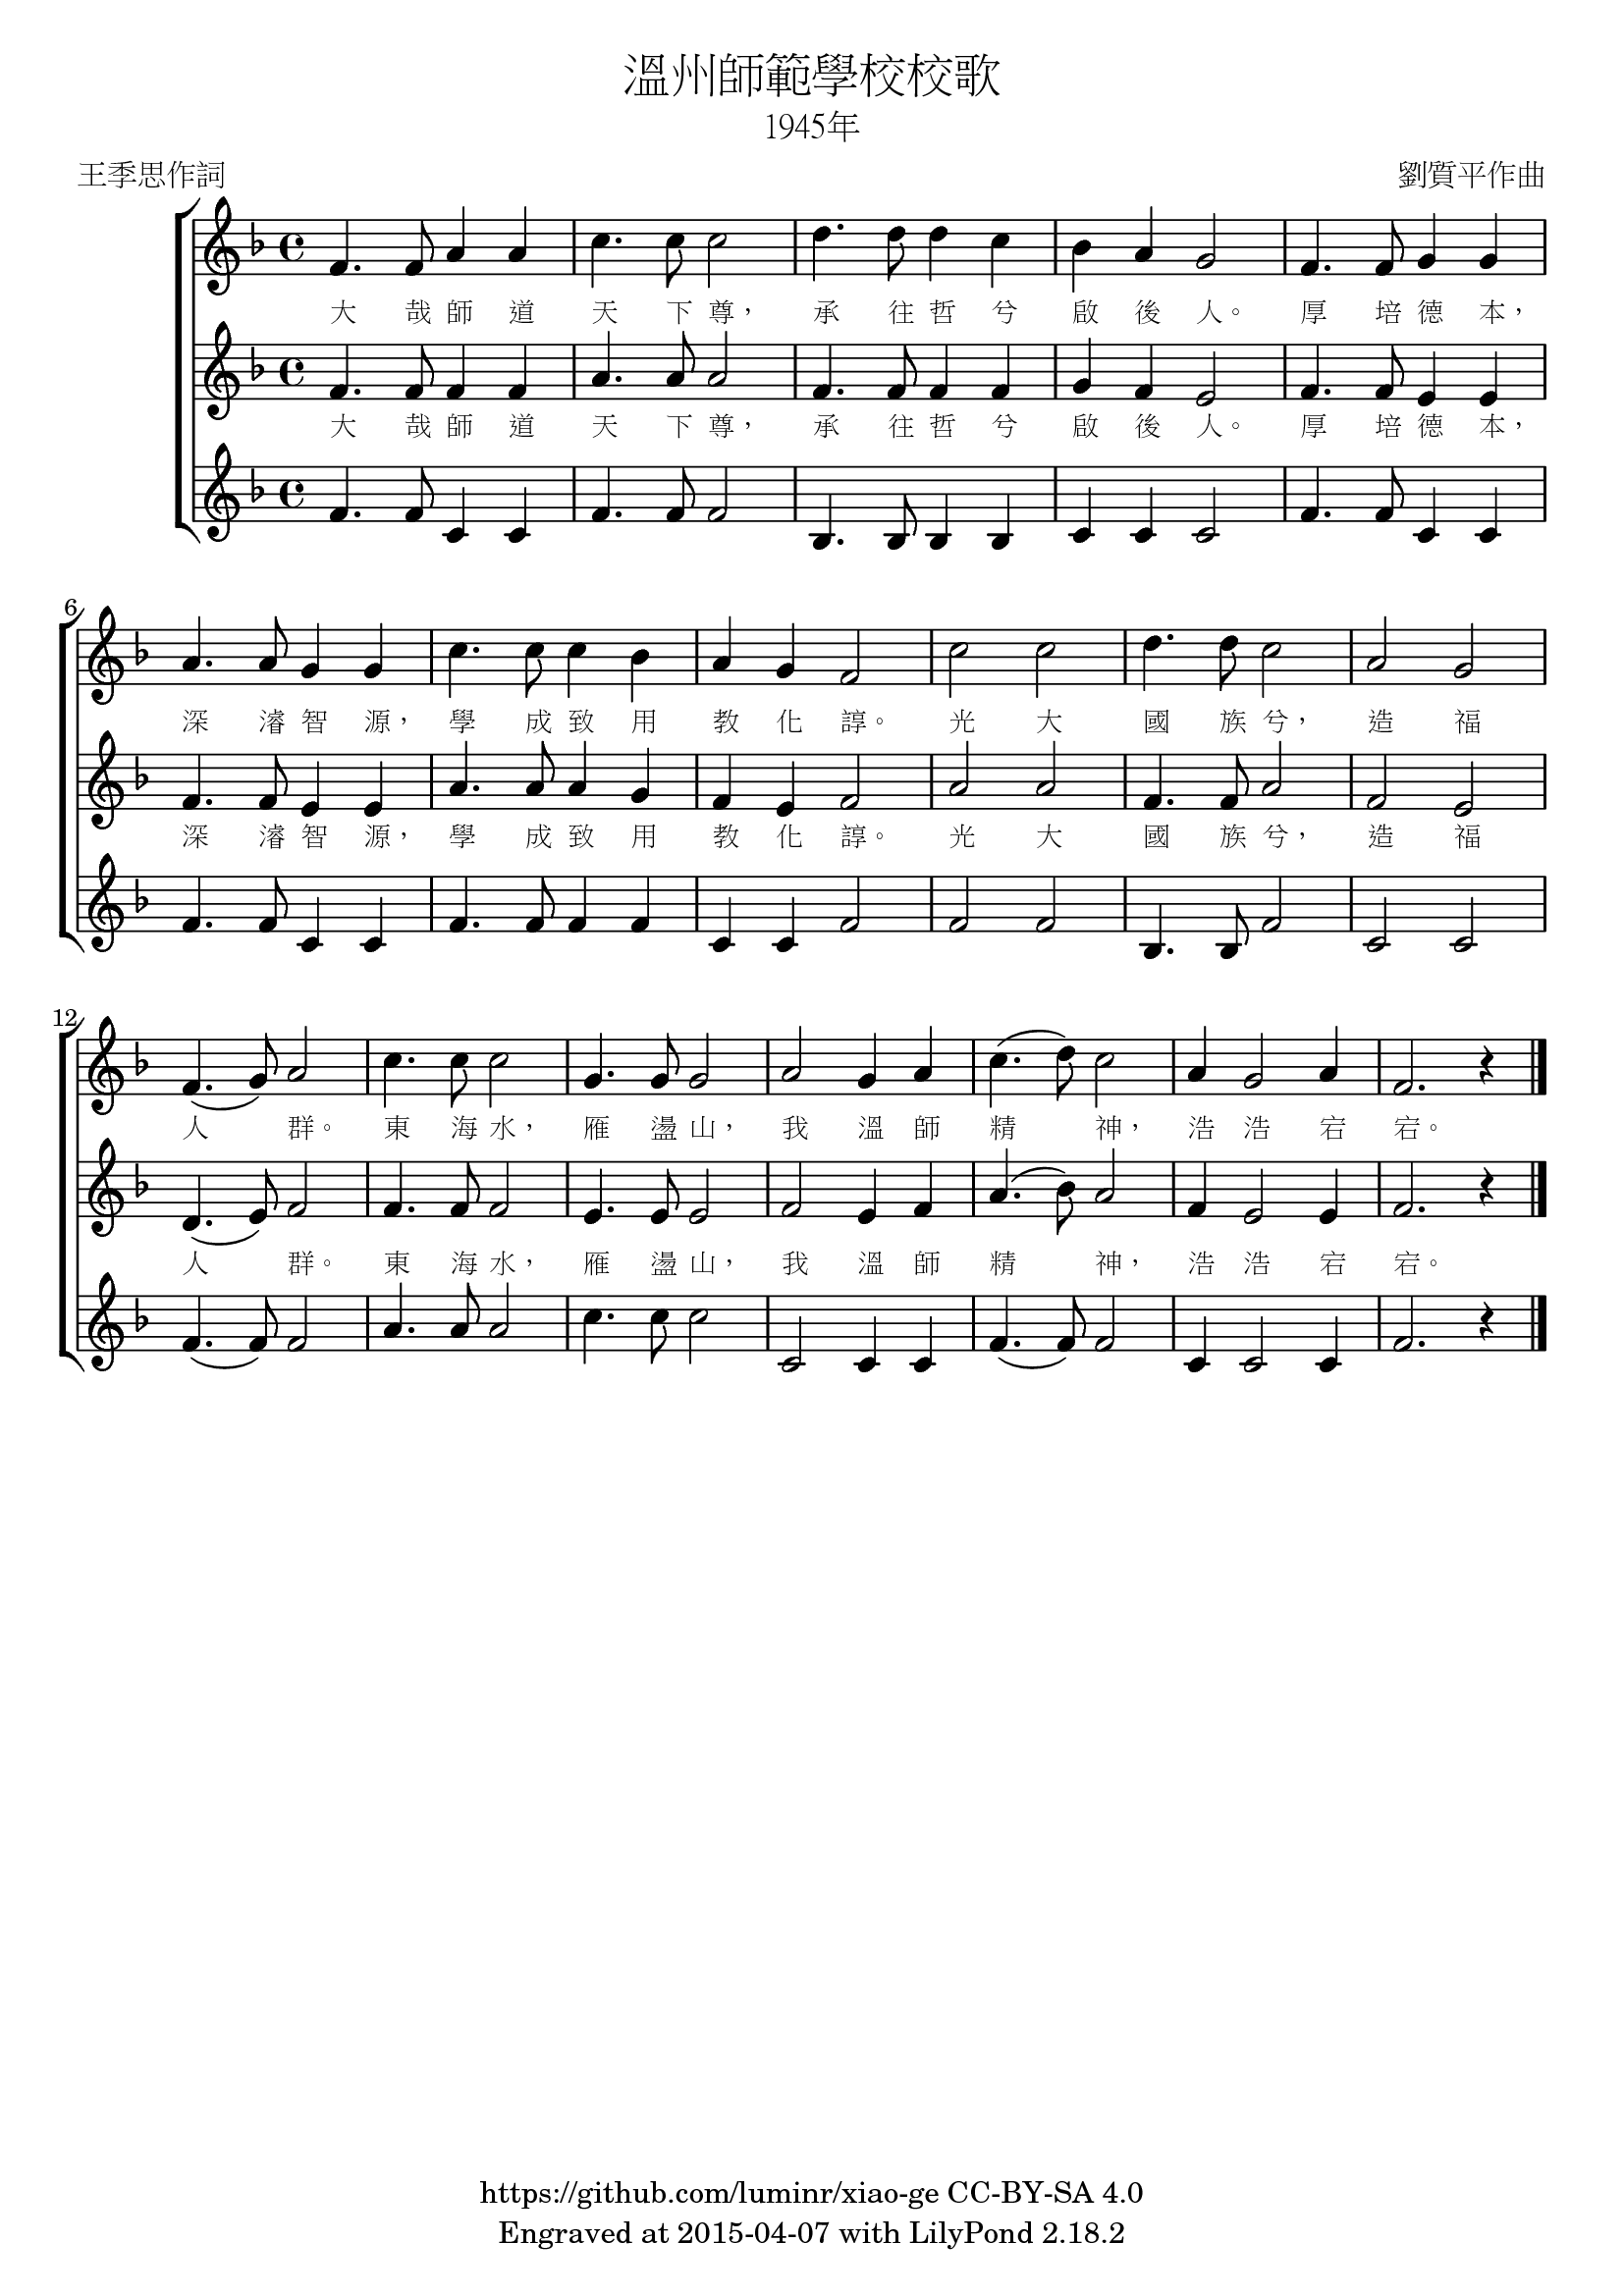 溫州師範學校校歌
1945年
王季思作詞 劉質平作曲
大 哉 師 道 天 下 尊， 承 往 哲 兮 啟 後 人。 厚 培 德 本，
大 哉 師 道 天 下 尊， 承 往 哲 兮 啟 後 人。 厚 培 德 本，
6
深 濬 智 源， 學 成 致 用 教 化 諄。 光 大 國 族 兮， 造 福
深 濬 智 源， 學 成 致 用 教 化 諄。 光 大 國 族 兮， 造 福
12
人 群。 東 海 水， 雁 盪 山， 我 溫 師 精 神， 浩 浩 宕 宕。
人 群。 東 海 水， 雁 盪 山， 我 溫 師 精 神， 浩 浩 宕 宕。
https://github.com/luminr/xiao-ge CC-BY-SA 4.0
Engraved at 2015-04-07 with LilyPond 2.18.2